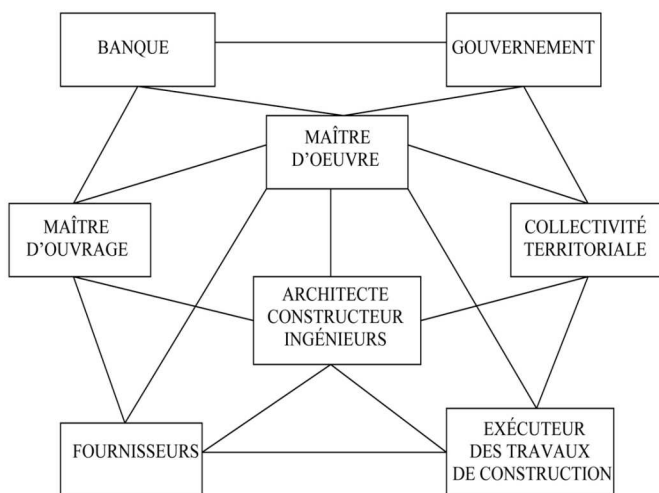 BANQUE
GOUVERNEMENT
MAÎTRE
D'OEUVRE
MAÎTRE
D'OUVRAGE
COLLECTIVITÉ
TERRITORIALE
ARCHITECTE
CONSTRUCTEUR
INGÉNIEURS
FOURNISSEURS
EXÉCUTEUR
DES TRAVAUX
DE CONSTRUCTION